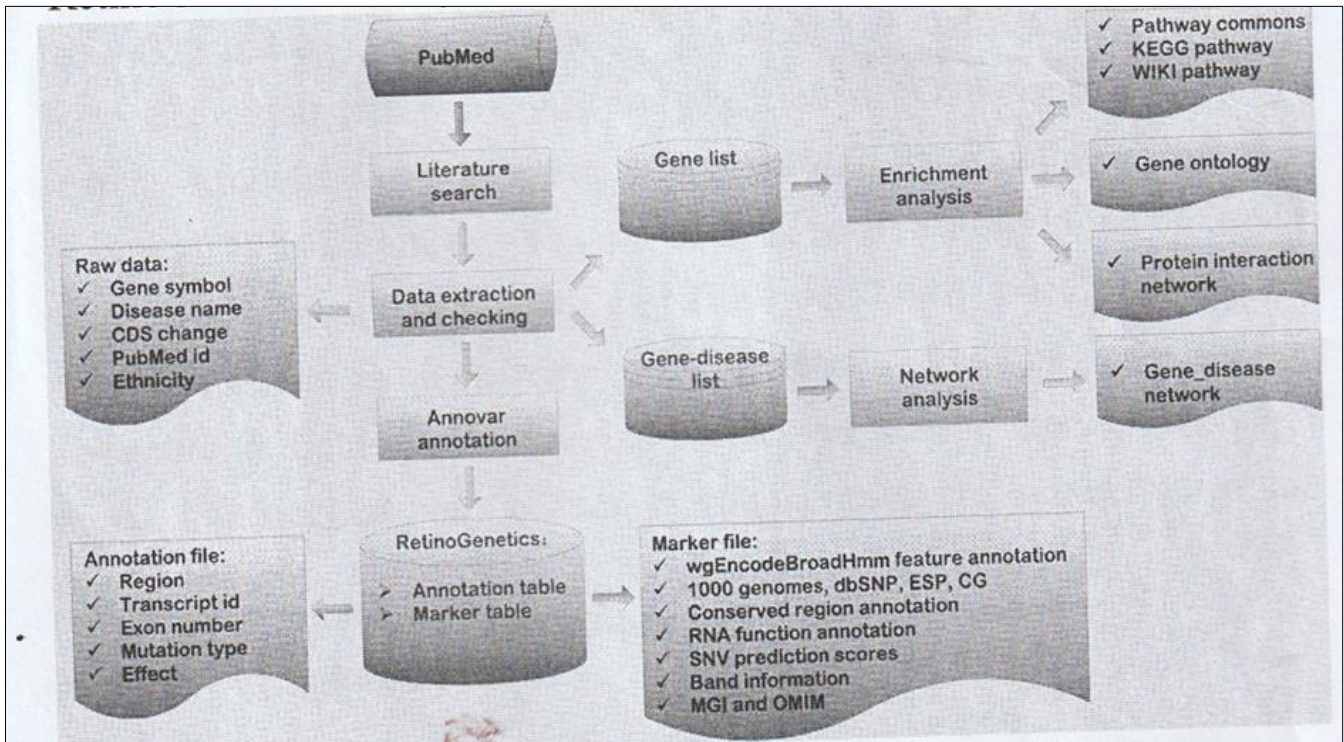 PubMed
Literature
search
Data extraction
and checking
Annovar
annotation
Raw data:
✓ Gene symbol
✓ Disease name
✓ CDS change
✓ PubMed id
✓ Ethnicity
Gene list
Enrichment
analysis
✓ Pathway commons
✓ KEGG pathway
✓ WIKI pathway
✓ Gene ontology
✓ Protein interaction
network
Gene-disease
list
Network
analysis
✓ Gene_disease
network
Annotation file:
✓ Region
✓ Transcript id
✓ Exon number
✓ Mutation type
✓ Effect
RetinoGenetics:
➢ Annotation table
➢ Marker table
Marker file:
✓ wgEncodeBroadHmm feature annotation
✓ 1000 genomes, dbSNP, ESP, CG
✓ Conserved region annotation
✓ RNA function annotation
✓ SNV prediction scores
✓ Band information
✓ MGI and OMIM